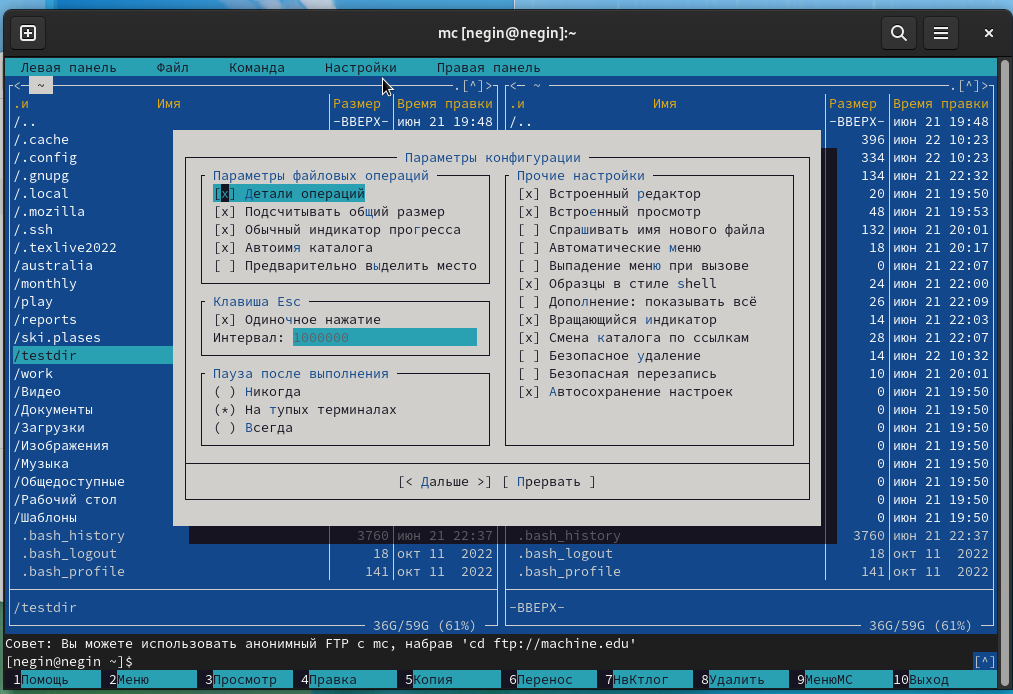 mc [negin@negin]:~
Левая панель Файл Команда Настройки Правая панель
<─ ~ .[^]> <─ ~ .[^]>
.и Имя Размер Время правки .и Имя Размер Время правки
/.. -ВВЕРХ- июн 21 19:48 /.. -ВВЕРХ- июн 21 19:48
/.cache 396 июн 22 10:23
Параметры конфигурации
/.config 334 июн 22 10:23
Параметры файловых операций Прочие настройки
/.gnupg 134 июн 21 22:32
/.local [x] Детали операций [x] Встроенный редактор 20 июн 21 19:50
/.mozilla [x] Подсчитывать общий размер [x] Встроенный просмотр 48 июн 21 19:53
/.ssh [x] Обычный индикатор прогресса [ ] Спрашивать имя нового файла 132 июн 21 20:01
/.texlive2022 [x] Автоимя каталога [ ] Автоматические меню 18 июн 21 20:17
/australia [ ] Предварительно выделить место [ ] Выпадение меню при вызове 0 июн 21 22:07
/monthly [x] Образцы в стиле shell 24 июн 21 22:00
/play Клавиша Esc [ ] Дополнение: показывать всё 26 июн 21 22:09
/reports [x] Одиночное нажатие [x] Вращающийся индикатор 14 июн 21 22:03
/ski.plases Интервал: 1000000 [x] Смена каталога по ссылкам 28 июн 21 22:07
/testdir [ ] Безопасное удаление 14 июн 22 10:32
/work Пауза после выполнения [ ] Безопасная перезапись 10 июн 21 20:01
/Видео ( ) Никогда [x] Автосохранение настроек 0 июн 21 19:50
/Документы (*) На тупых терминалах 0 июн 21 19:50
/Загрузки ( ) Всегда 0 июн 21 19:50
/Изображения 0 июн 21 19:50
/Музыка 0 июн 21 19:50
/Общедоступные [< Дальше >] [ Прервать ] 0 июн 21 19:50
/Рабочий стол 0 июн 21 19:50
/Шаблоны 0 июн 21 19:50
.bash_history 3760 июн 21 22:37 .bash_history 3760 июн 21 22:37
.bash_logout 18 окт 11 2022 .bash_logout 18 окт 11 2022
.bash_profile 141 окт 11 2022 .bash_profile 141 окт 11 2022
/testdir -ВВЕРХ-
36G/59G (61%) 36G/59G (61%)
Совет: Вы можете использовать анонимный FTP с mc, набрав 'cd ftp://machine.edu'
[negin@negin ~]$ [^]
1Помощь 2Меню 3Просмотр 4Правка 5Копия 6Перенос 7НвКтлог 8Удалить 9МенюMC 10Выход